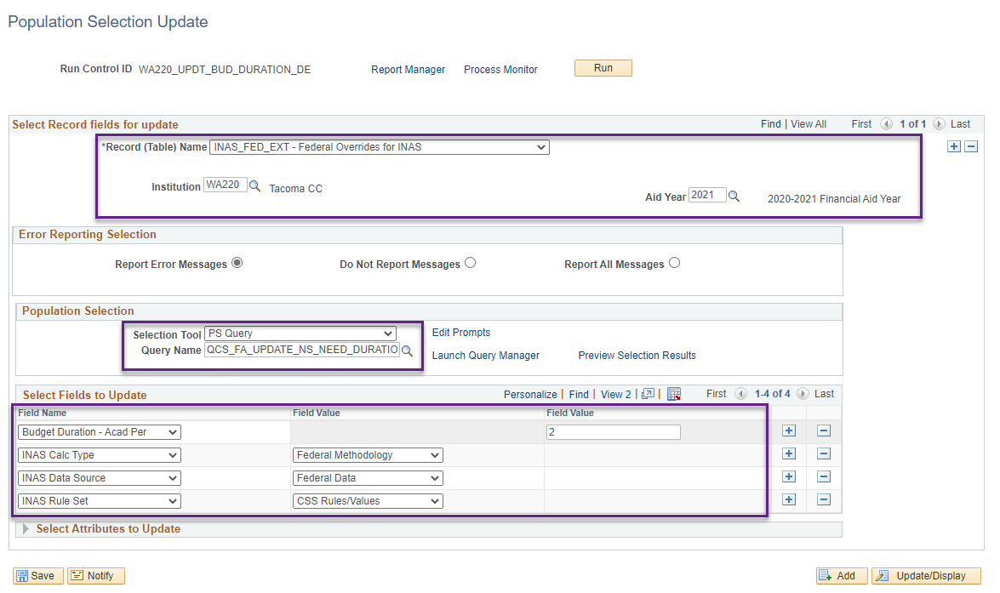 Population Selection Update
Run Control ID WA220_UPDT_BUD_DURATION_DE Report Manager Process Monitor Run
Select Record fields for update Find | View All First 1 of 1 Last
*Record (Table) Name INAS_FED_EXT - Federal Overrides for INAS
Institution WA220 Tacoma CC
Aid Year 2021 2020-2021 Financial Aid Year
Error Reporting Selection
Report Error Messages Do Not Report Messages Report All Messages
Population Selection
Selection Tool PS Query Edit Prompts
Query Name QCS_FA_UPDATE_NS_NEED_DURATIO Launch Query Manager Preview Selection Results
Select Fields to Update Personalize | Find | View 2 | | First 1-4 of 4 Last
Field Name Field Value Field Value
Budget Duration - Acad Per 2
INAS Calc Type Federal Methodology
INAS Data Source Federal Data
INAS Rule Set CSS Rules/Values
Select Attributes to Update
Save Notify Add Update/Display